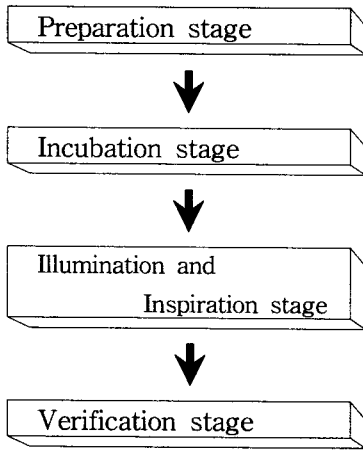 Preparation stage
Incubation stage
Illumination and
Inspiration stage
Verification stage